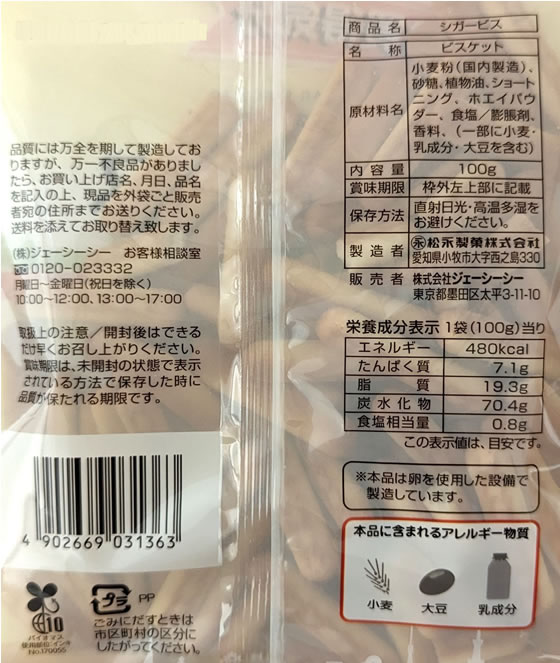 品質には万全を期して製造してお
りますが、万一不良品がありまし
たら、お買い上げ店名、月日、品名
を記入の上、現品を外袋ごと販売
者宛の住所までお送りください。
送料を添えてお取り替え致します。
(株)ジェーシーシー お客様相談室
0120-023332
月曜日~金曜日(祝日を除く)
10:00~12:00、13:00~17:00
取扱上の注意/開封後はできる
だけ早くお召し上がりください。
賞味期限は、未開封の状態で表示
されている方法で保存した時に
品質が保たれる期限です。
4 902669 031363
10
バイオマス
使用部位:インキ
No.170055
プラ PP
ごみにだすときは
市区町村の区分に
したがってください。
商品名 シガービス
名称 ビスケット
原材料名 小麦粉(国内製造)、
砂糖、植物油、ショート
ニング、ホエイパウ
ダー、食塩/膨脹剤、
香料、(一部に小麦・
乳成分・大豆を含む)
内容量 100g
賞味期限 枠外左上部に記載
保存方法 直射日光・高温多湿を
お避けください。
製造者 永松永製菓株式会社
愛知県小牧市大字西之島330
販売者 株式会社ジェーシーシー
東京都墨田区太平3-11-10
栄養成分表示 1袋(100g)当り
エネルギー 480kcal
たんぱく質 7.1g
脂質 19.3g
炭水化物 70.4g
食塩相当量 0.8g
この表示値は、目安です。
※本品は卵を使用した設備で
製造しています。
本品に含まれるアレルギー物質
小麦 大豆 乳成分